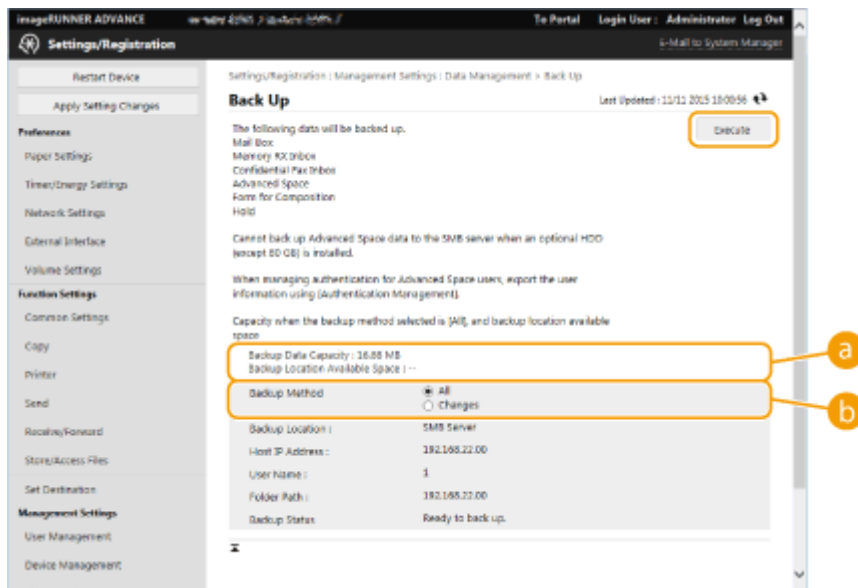 imageRUNNER ADVANCE
To Portal Login User : Administrator Log Out
Settings/Registration
E-Mail to System Manager
Restart Device
Apply Setting Changes
Preferences
Paper Settings
Timer/Energy Settings
Network Settings
External Interface
Volume Settings
Function Settings
Common Settings
Copy
Printer
Send
Receive/Forward
Store/Access Files
Set Destination
Management Settings
User Management
Device Management
Settings/Registration : Management Settings : Data Management > Back Up
Back Up
Last Updated : 11/11 2015 10:00:56
Execute
The following data will be backed up.
Mail Box
Memory RX Inbox
Confidential Fax Inbox
Advanced Space
Form for Composition
Hold
Cannot back up Advanced Space data to the SMB server when an optional HDD
(except 80 GB) is installed.
When managing authentication for Advanced Space users, export the user
information using [Authentication Management].
Capacity when the backup method selected is [All], and backup location available
space
Backup Data Capacity : 16.88 MB
Backup Location Available Space : --
a
Backup Method
All
Changes
b
Backup Location : SMB Server
Host IP Address : 192.168.22.00
User Name : 1
Folder Path : 192.168.22.00
Backup Status Ready to back up.